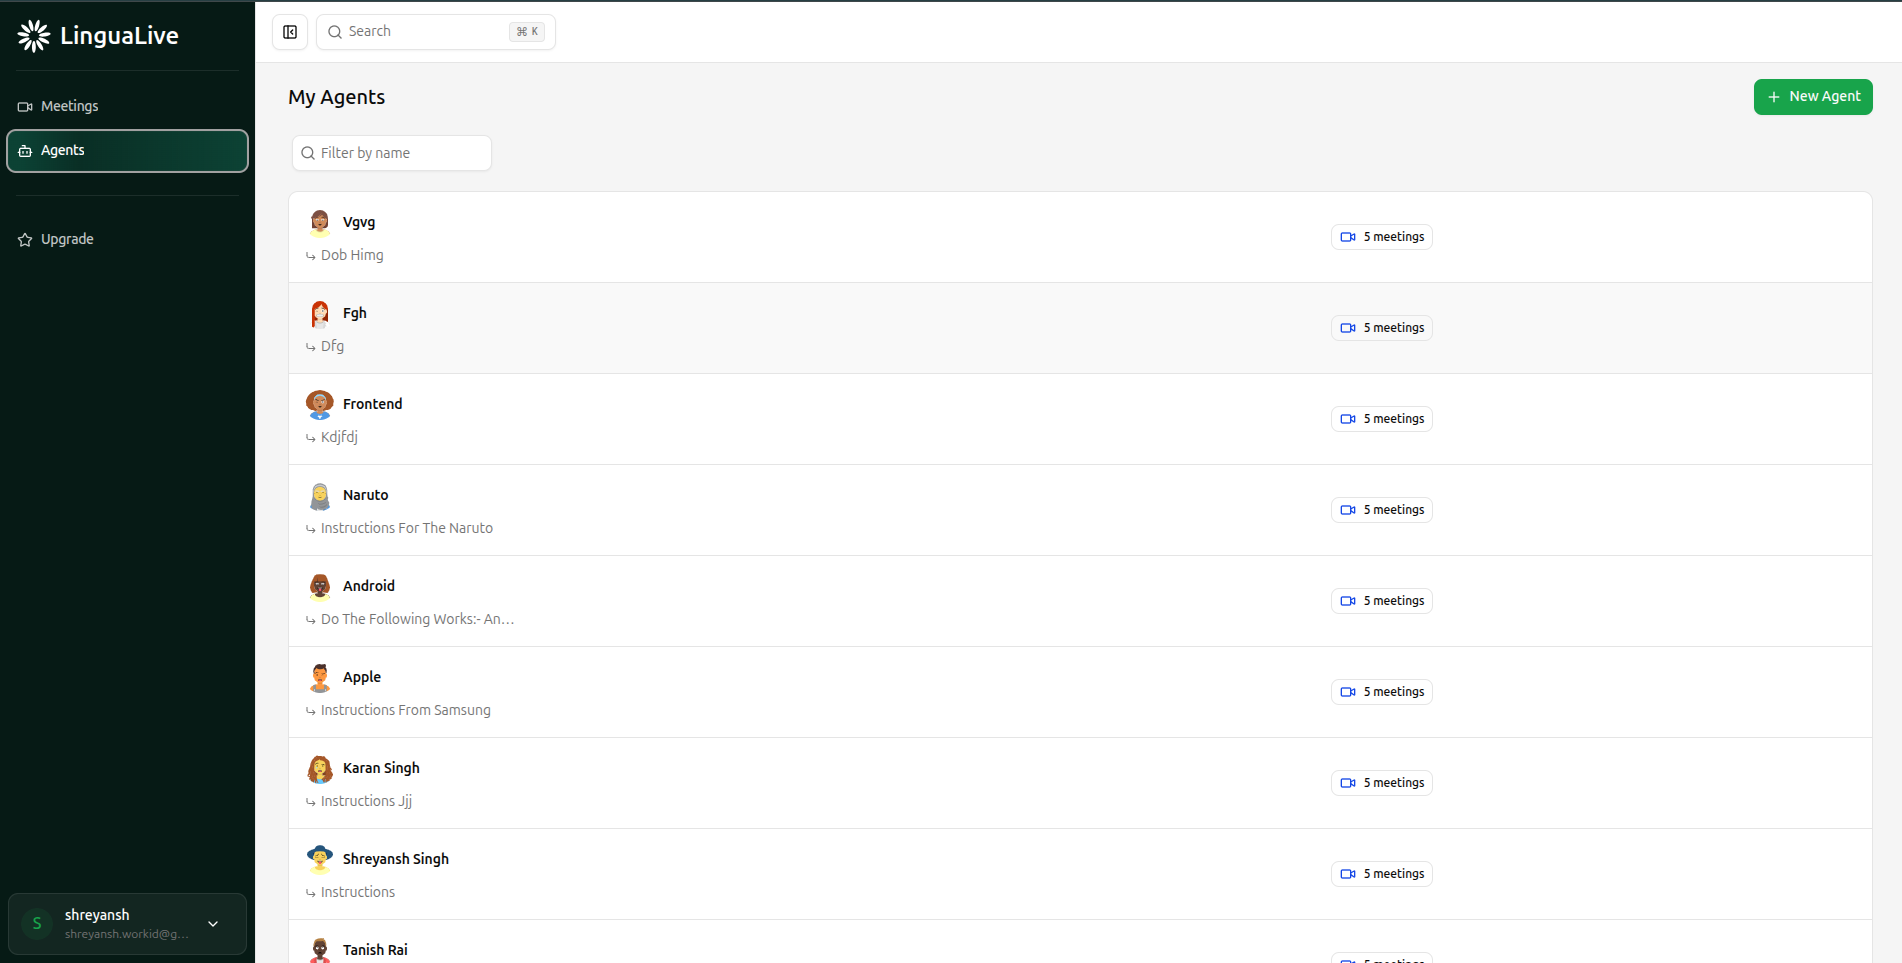 LinguaLive
Meetings
Agents
Upgrade
S
shreyansh
shreyansh.workid@g...
Search
⌘ K
My Agents
+ New Agent
Filter by name
Vgvg
Dob Himg
5 meetings
Fgh
Dfg
5 meetings
Frontend
Kdjfdj
5 meetings
Naruto
Instructions For The Naruto
5 meetings
Android
Do The Following Works:- An...
5 meetings
Apple
Instructions From Samsung
5 meetings
Karan Singh
Instructions Jjj
5 meetings
Shreyansh Singh
Instructions
5 meetings
Tanish Rai